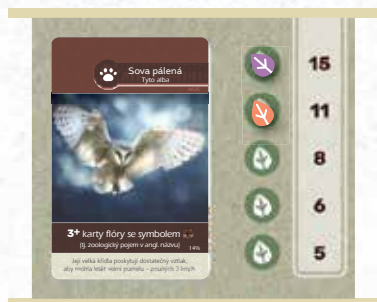 Sova pálená
Tyto alba
3+ karty flóry se symbolem
(tj. zoologický pojem v angl. názvu)
14%
Její velká křídla poskytují dostatečný vztlak,
aby mohla letět velmi pomalu – pouhých 3 km/h
15
11
8
6
5